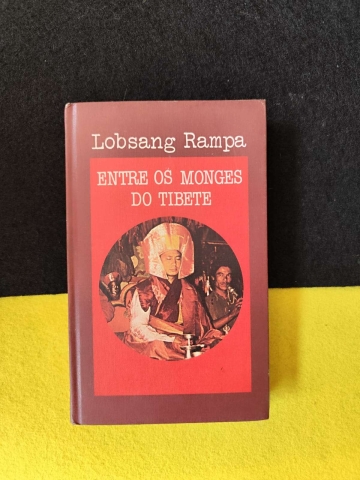 Lobsang Rampa
ENTRE OS MONGES
DO TIBETE